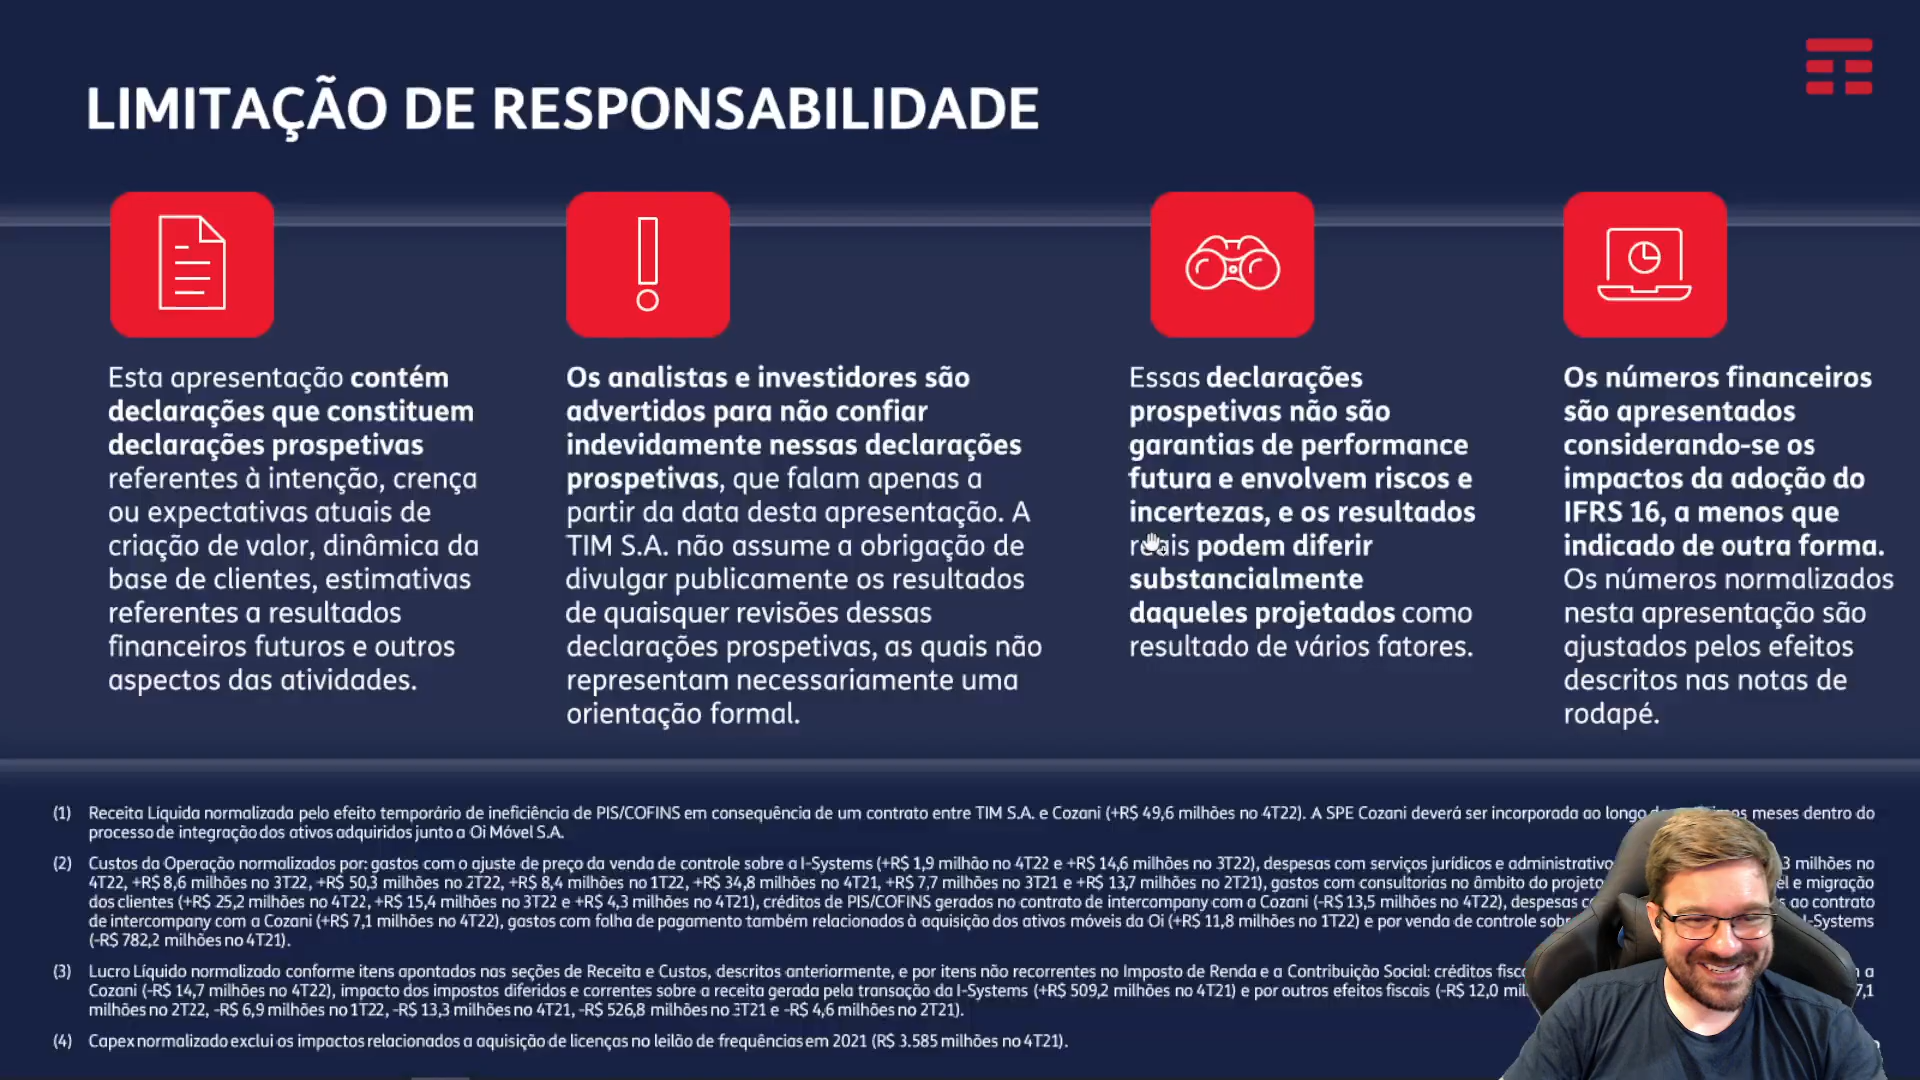 LIMITAÇÃO DE RESPONSABILIDADE
Esta apresentação contém
declarações que constituem
declarações prospetivas
referentes à intenção, crença
ou expectativas atuais de
criação de valor, dinâmica da
base de clientes, estimativas
referentes a resultados
financeiros futuros e outros
aspectos das atividades.
Os analistas e investidores são
advertidos para não confiar
indevidamente nessas declarações
prospetivas, que falam apenas a
partir da data desta apresentação. A
TIM S.A. não assume a obrigação de
divulgar publicamente os resultados
de quaisquer revisões dessas
declarações prospetivas, as quais não
representam necessariamente uma
orientação formal.
Essas declarações
prospetivas não são
garantias de performance
futura e envolvem riscos e
incertezas, e os resultados
reais podem diferir
substancialmente
daqueles projetados como
resultado de vários fatores.
Os números financeiros
são apresentados
considerando-se os
impactos da adoção do
IFRS 16, a menos que
indicado de outra forma.
Os números normalizados
nesta apresentação são
ajustados pelos efeitos
descritos nas notas de
rodapé.
(1) Receita Líquida normalizada pelo efeito temporário de ineficiência de PIS/COFINS em consequência de um contrato entre TIM S.A. e Cozani (+R$ 49,6 milhões no 4T22). A SPE Cozani deverá ser incorporada ao longo meses dentro do
processo de integração dos ativos adquiridos junto a Oi Móvel S.A.
(2) Custos da Operação normalizados por: gastos com o ajuste de preço da venda de controle sobre a I-Systems (+R$ 1,9 milhão no 4T22 e +R$ 14,6 milhões no 3T22), despesas com serviços jurídicos e 3 milhões no
4T22, +R$ 8,6 milhões no 3T22, +R$ 50,3 milhões no 2T22, +R$ 8,4 milhões no 1T22, +R$ 34,8 milhões no 4T21, +R$ 7,7 milhões no 3T21 e +R$ 13,7 milhões no 2T21), gastos com consultorias no âmbito do projeto e migração
dos clientes (+R$ 25,2 milhões no 4T22, +R$ 15,4 milhões no 3T22 e +R$ 4,3 milhões no 4T21), créditos de PIS/COFINS gerados no contrato de intercompany com a Cozani (-R$ 13,5 milhões no 4T22), despesas ao contrato
de intercompany com a Cozani (+R$ 7,1 milhões no 4T22), gastos com folha de pagamento também relacionados à aquisição dos ativos móveis da Oi (+R$ 11,8 milhões no 1T22) e por venda de controle I-Systems
(-R$ 782,2 milhões no 4T21).
(3) Lucro Líquido normalizado conforme itens apontados nas seções de Receita e Custos, descritos anteriormente, e por itens não recorrentes no Imposto de Renda e a Contribuição Social: créditos a
Cozani (-R$ 14,7 milhões no 4T22), impacto dos impostos diferidos e correntes sobre a receita gerada pela transação da I-Systems (+R$ 509,2 milhões no 4T21) e por outros efeitos fiscais (-R$ 12,0 7,1
milhões no 2T22, -R$ 6,9 milhões no 1T22, -R$ 13,3 milhões no 4T21, -R$ 526,8 milhões no 3T21 e -R$ 4,6 milhões no 2T21).
(4) Capex normalizado exclui os impactos relacionados a aquisição de licenças no leilão de frequências em 2021 (R$ 3.585 milhões no 4T21).